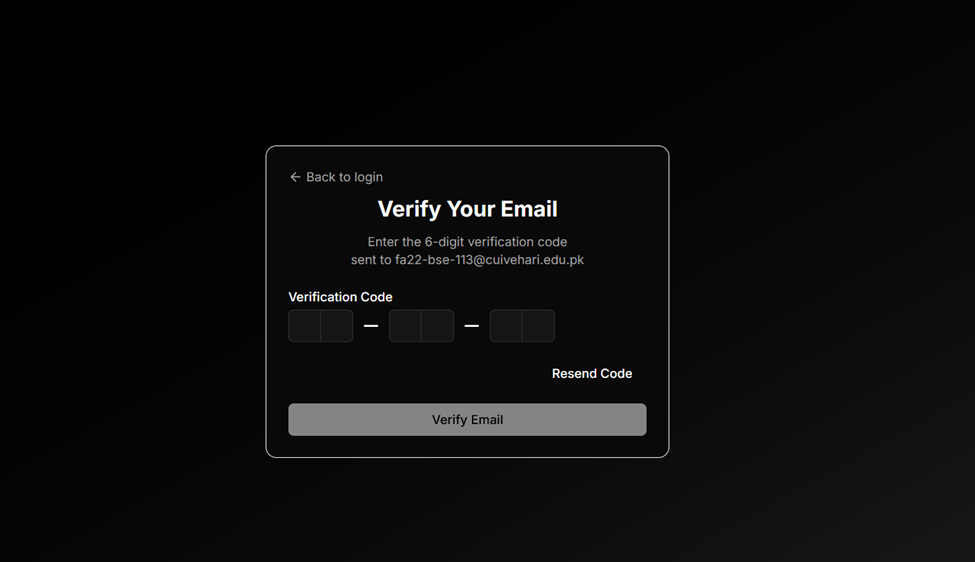 ← Back to login
Verify Your Email
Enter the 6-digit verification code
sent to fa22-bse-113@cuivehari.edu.pk
Verification Code
Resend Code
Verify Email